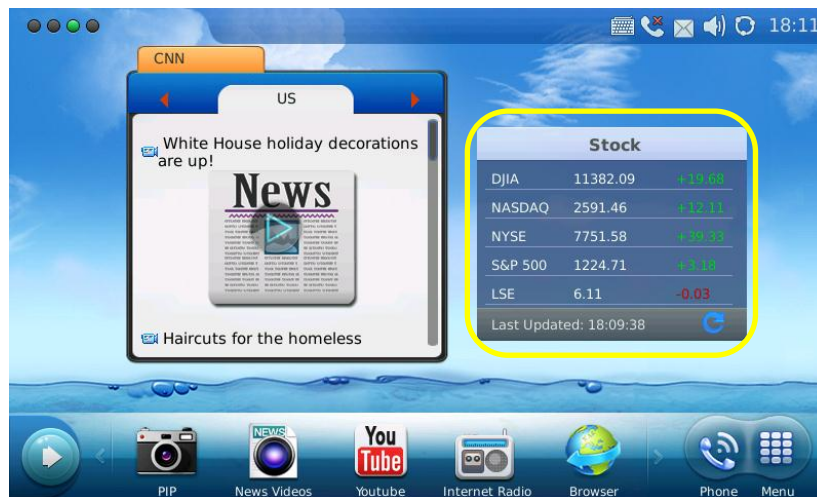 18:11
CNN
US
White House holiday decorations
are up!
News
Haircuts for the homeless
Stock
DJIA 11382.09 +19.68
NASDAQ 2591.46 +12.11
NYSE 7751.58 +39.33
S&P 500 1224.71 +3.18
LSE 6.11 -0.03
Last Updated: 18:09:38
NEWS
You
Tube
PIP News Videos Youtube Internet Radio Browser Phone Menu